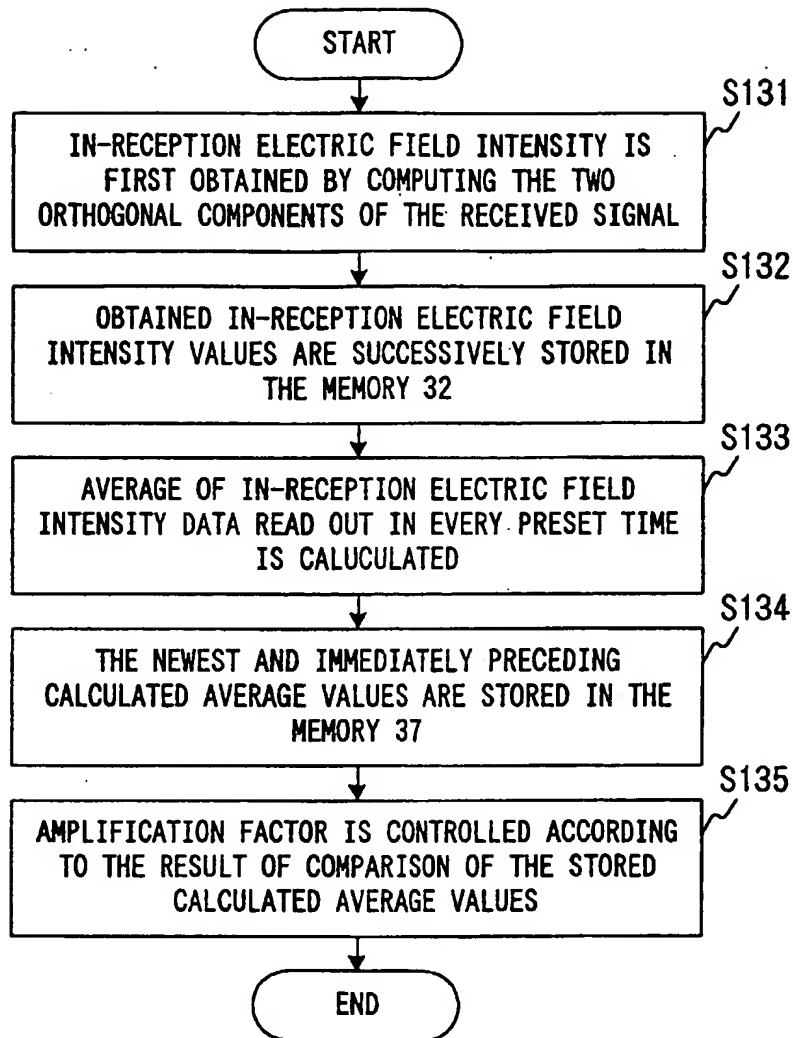 START
S131
IN-RECEPTION ELECTRIC FIELD INTENSITY IS
FIRST OBTAINED BY COMPUTING THE TWO
ORTHOGONAL COMPONENTS OF THE RECEIVED SIGNAL
S132
OBTAINED IN-RECEPTION ELECTRIC FIELD
INTENSITY VALUES ARE SUCCESSIVELY STORED IN
THE MEMORY 32
S133
AVERAGE OF IN-RECEPTION ELECTRIC FIELD
INTENSITY DATA READ OUT IN EVERY PRESET TIME
IS CALUCULATED
S134
THE NEWEST AND IMMEDIATELY PRECEDING
CALCULATED AVERAGE VALUES ARE STORED IN THE
MEMORY 37
S135
AMPLIFICATION FACTOR IS CONTROLLED ACCORDING
TO THE RESULT OF COMPARISON OF THE STORED
CALCULATED AVERAGE VALUES
END